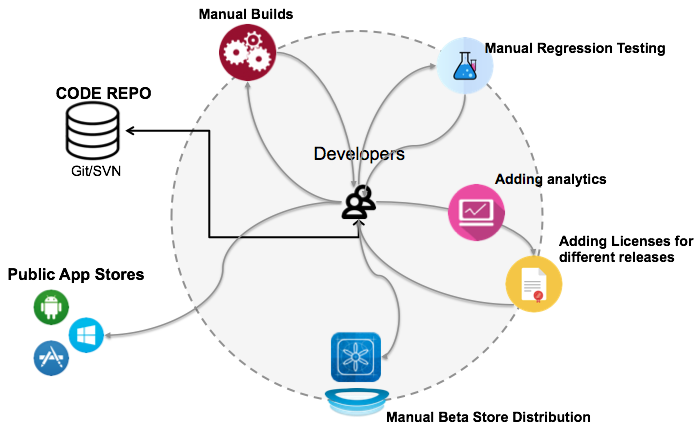 Manual Builds
Manual Regression Testing
CODE REPO
Git/SVN
Developers
Adding analytics
Adding Licenses for
different releases
Public App Stores
Manual Beta Store Distribution